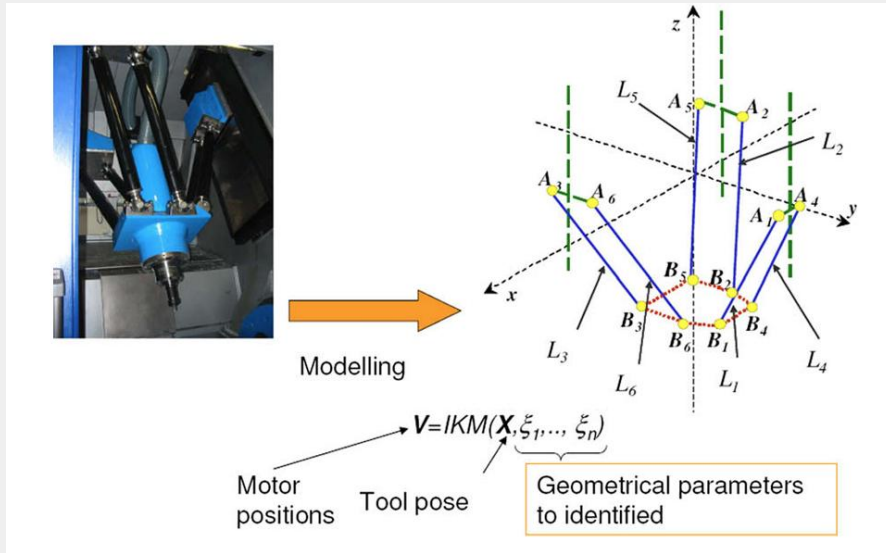 z
L5
A5
A2
L2
A3
A6
A1
A4
y
x
B5
B2
B3
B4
B6
B1
L3
L6
L1
L4
Modelling
V=IKM(X,ξ1,.., ξn)
Motor
positions
Tool pose
Geometrical parameters
to identified